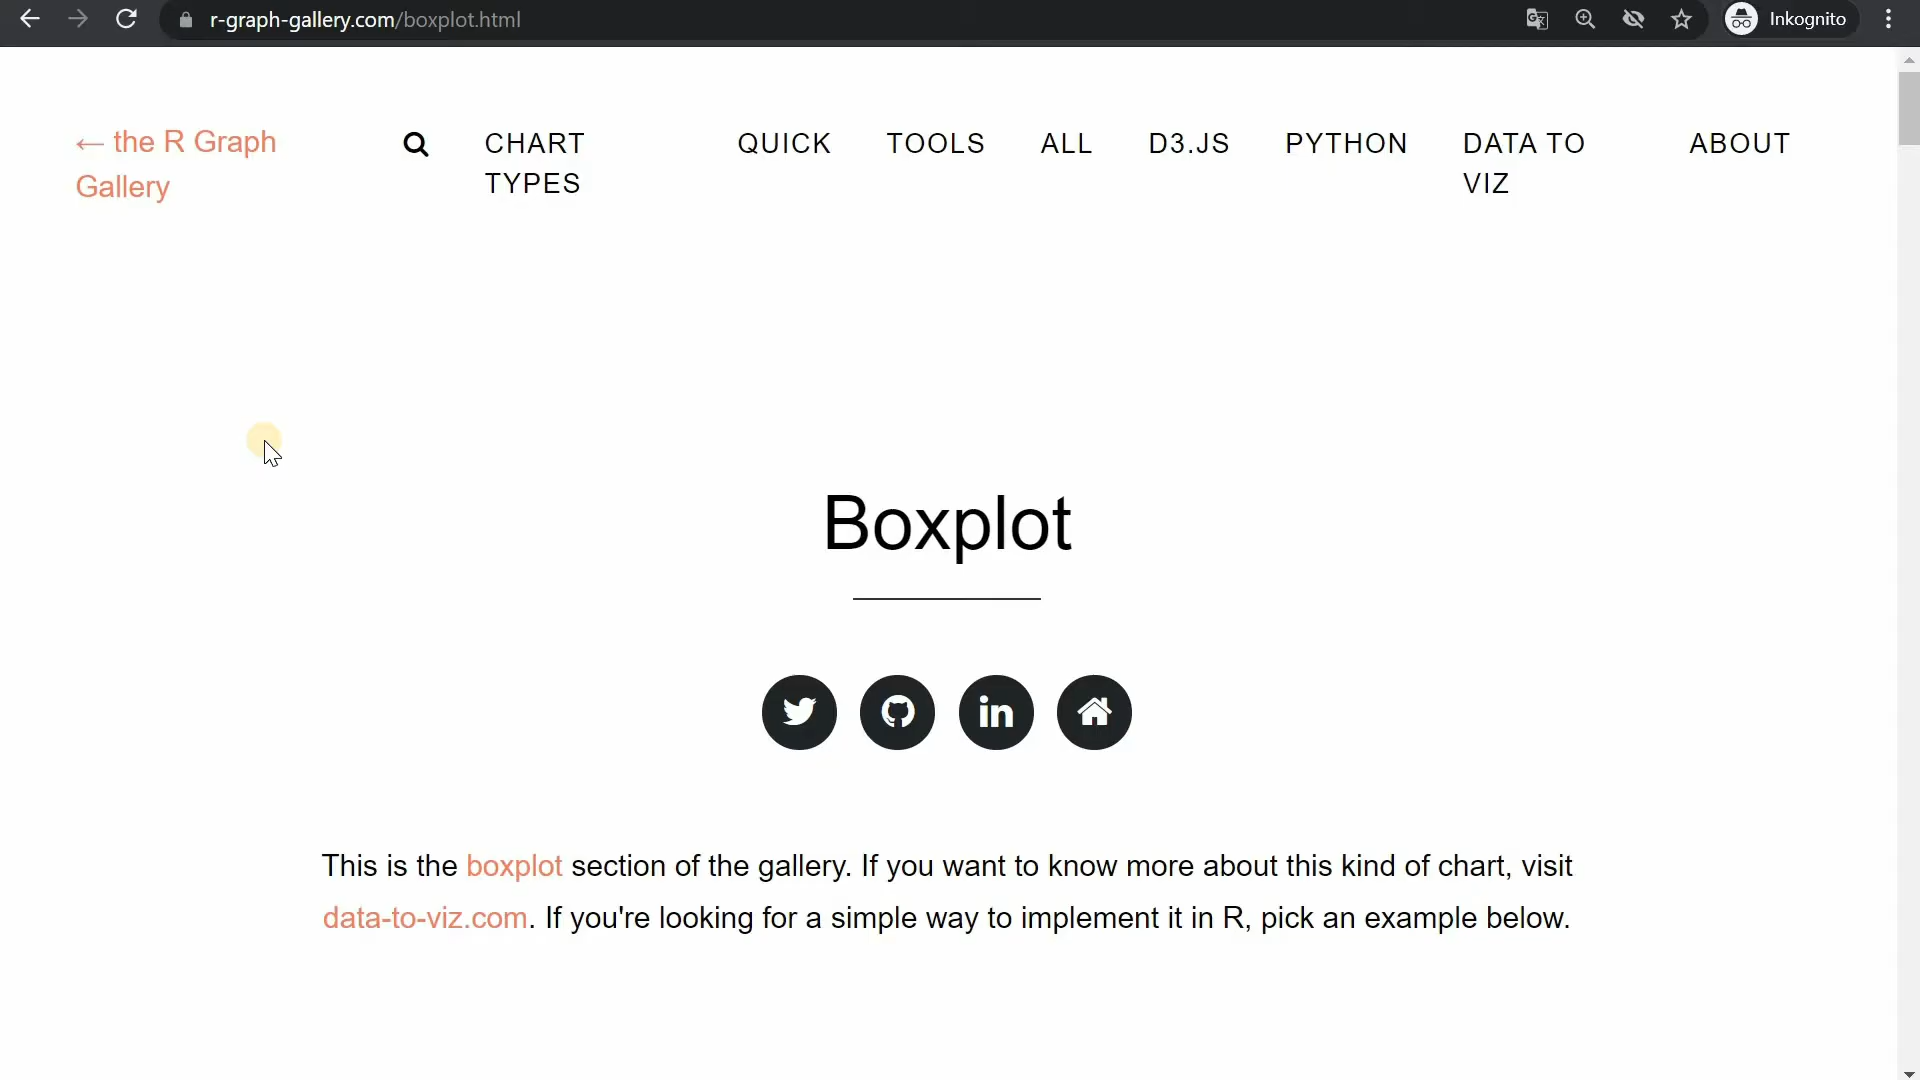 r-graph-gallery.com/boxplot.html
Inkognito
← the R Graph
Gallery
CHART
TYPES
QUICK
TOOLS
ALL
D3.JS
PYTHON
DATA TO
VIZ
ABOUT
Boxplot
in
This is the boxplot section of the gallery. If you want to know more about this kind of chart, visit
data-to-viz.com. If you're looking for a simple way to implement it in R, pick an example below.